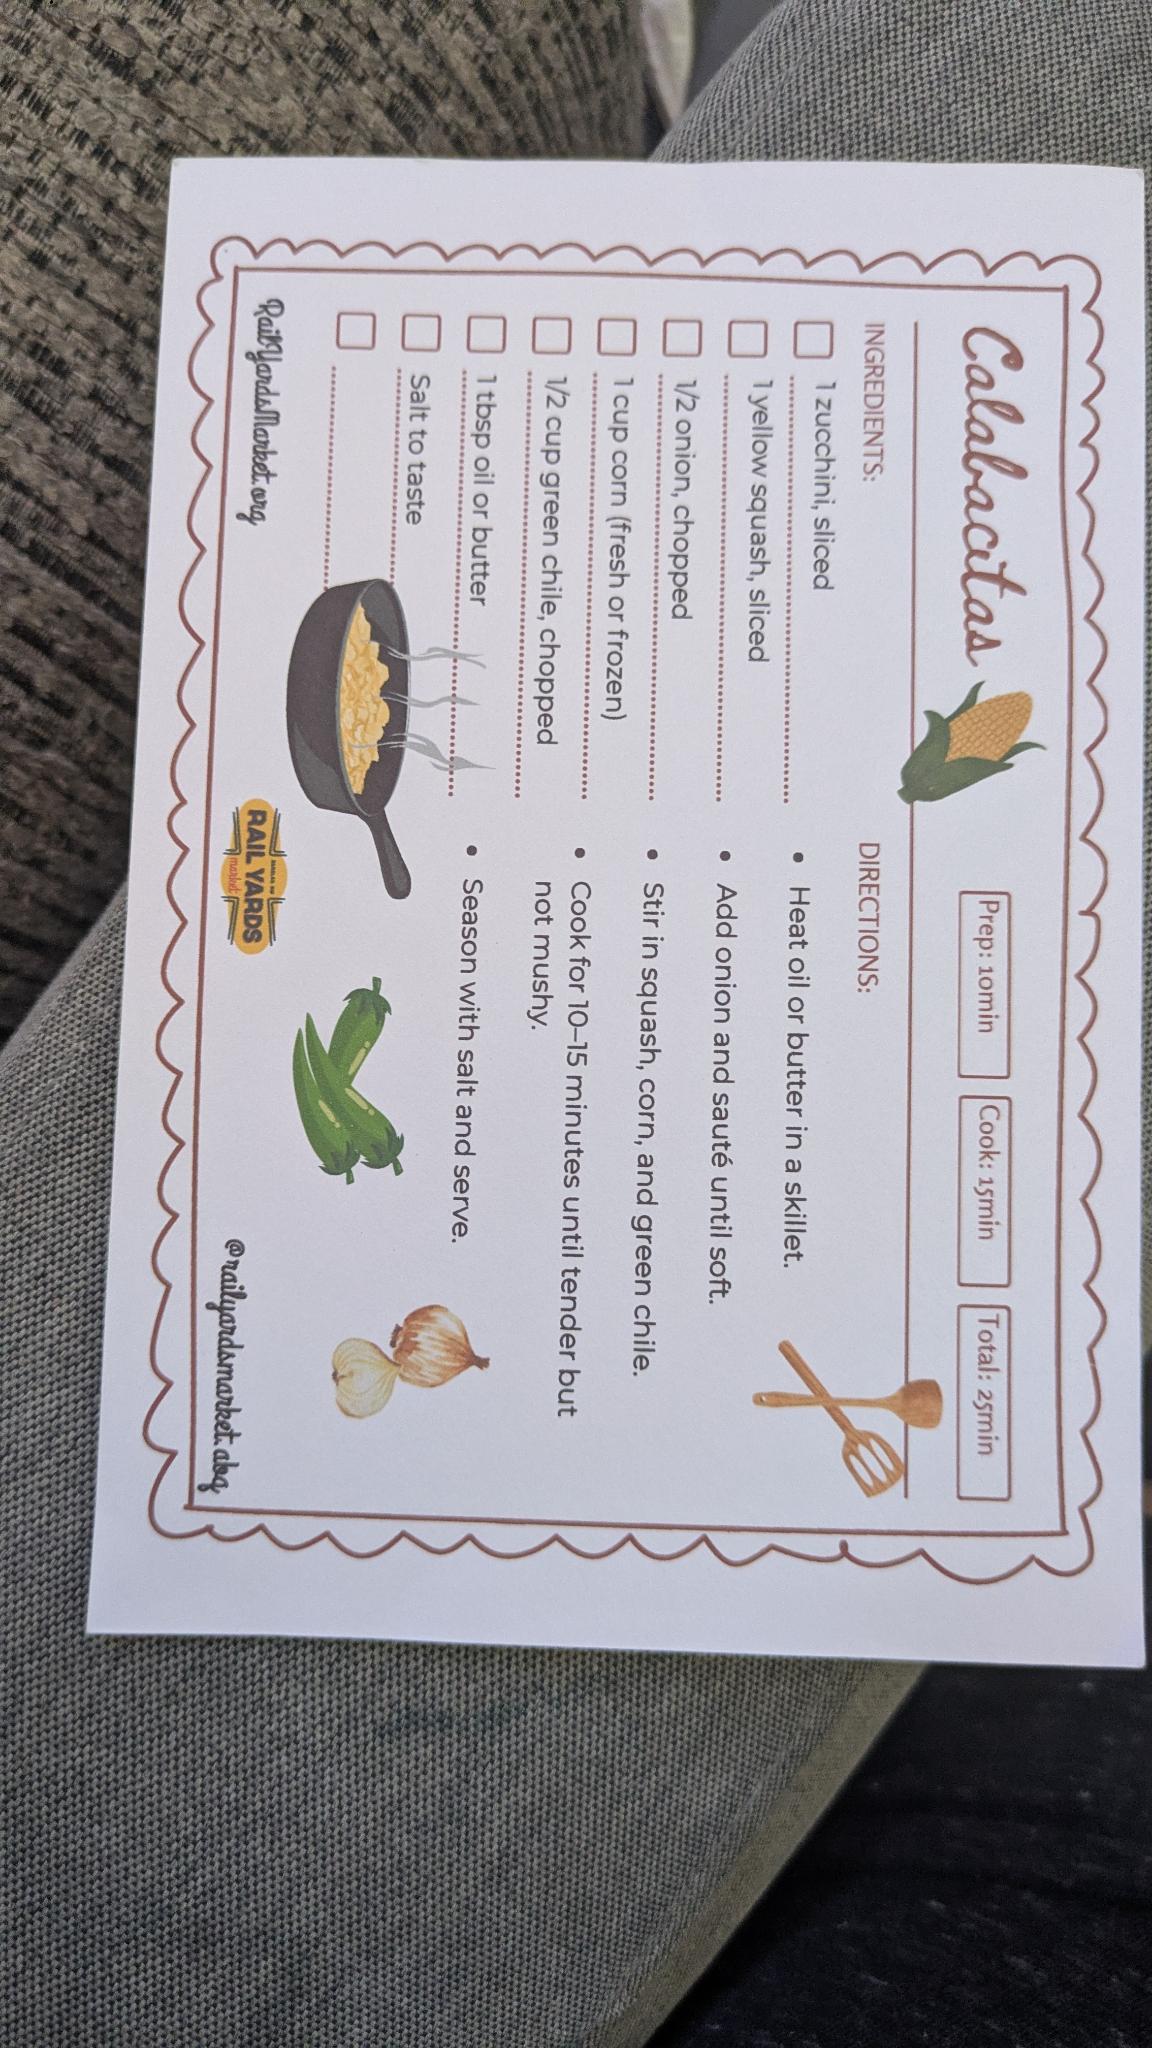 Calabacitas
Prep: 10min
Cook: 15min
Total: 25min
INGREDIENTS:
1 zucchini, sliced
1 yellow squash, sliced
1/2 onion, chopped
1 cup corn (fresh or frozen)
1/2 cup green chile, chopped
1 tbsp oil or butter
Salt to taste
DIRECTIONS:
• Heat oil or butter in a skillet.
• Add onion and sauté until soft.
• Stir in squash, corn, and green chile.
• Cook for 10–15 minutes until tender but
not mushy.
• Season with salt and serve.
RailYardsMarket.org
RAIL YARDS
market
@railyardsmarket.abq